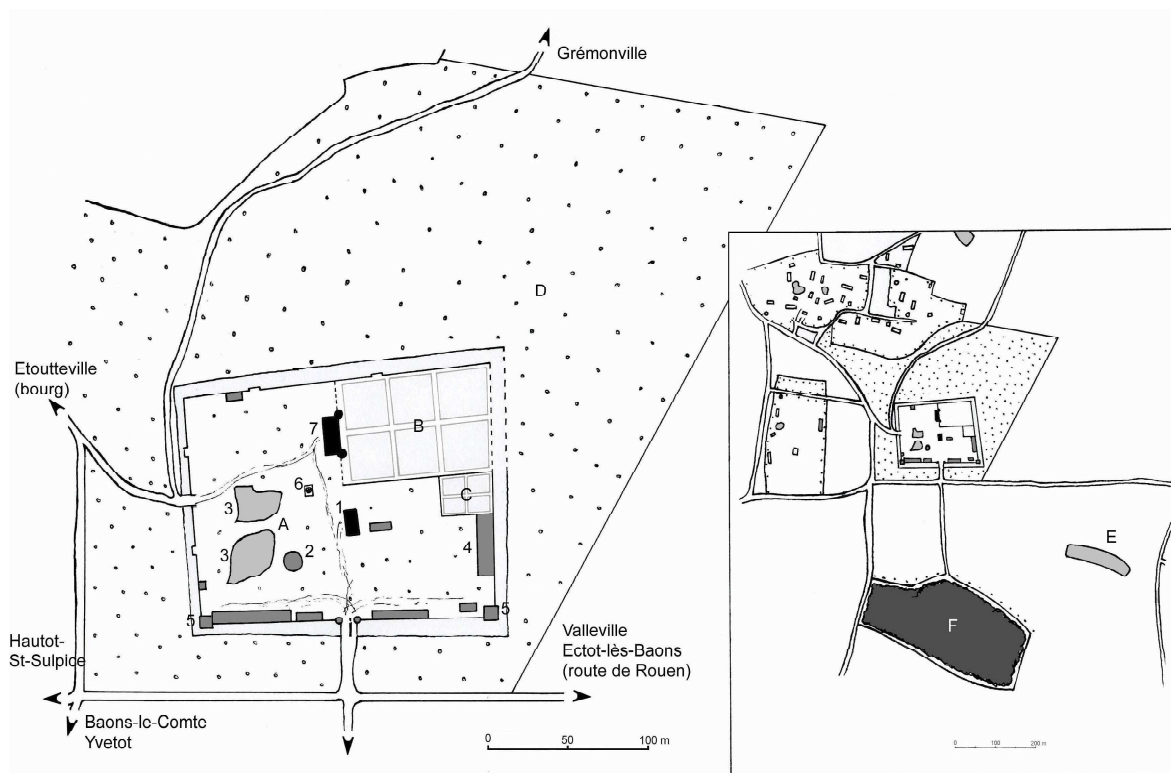 Grémonville
D
Etoutteville
(bourg)
7
B
6
C
3
A
1
3
2
4
5
5
Hautot-
St-Sulpice
Valleville
Ectot-lès-Baons
(route de Rouen)
Baons-le-Comte
Yvetot
0 50 100 m
E
F
0 100 200 m